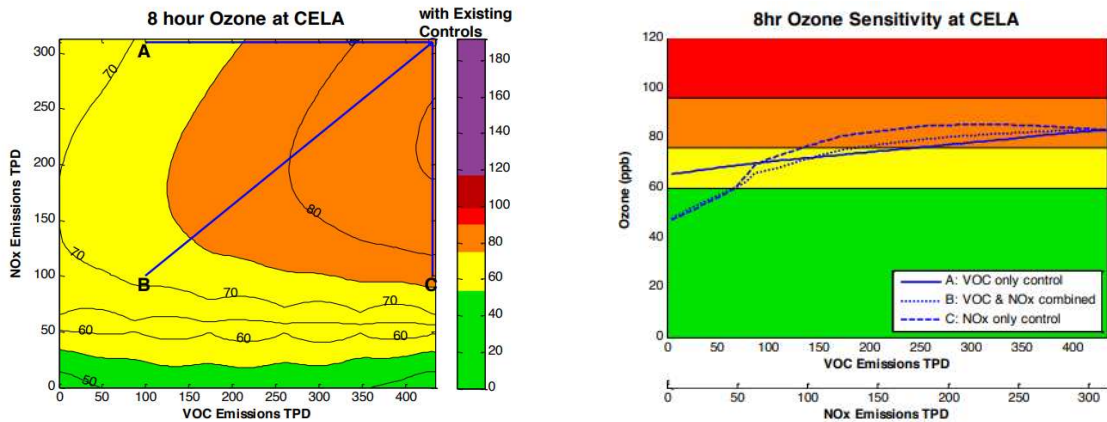 8 hour Ozone at CELA
with Existing
Controls
NOx Emissions TPD
300
250
200
150
100
50
0
0 50 100 150 200 250 300 350 400
VOC Emissions TPD
A
B
C
70
70
70
70
60
60
50
80
180
160
140
120
100
80
60
40
20
0
8hr Ozone Sensitivity at CELA
Ozone (ppb)
120
100
80
60
40
20
0
A: VOC only control
B: VOC & NOx combined
C: NOx only control
0 50 100 150 200 250 300 350 400
VOC Emissions TPD
0 50 100 150 200 250 300
NOx Emissions TPD